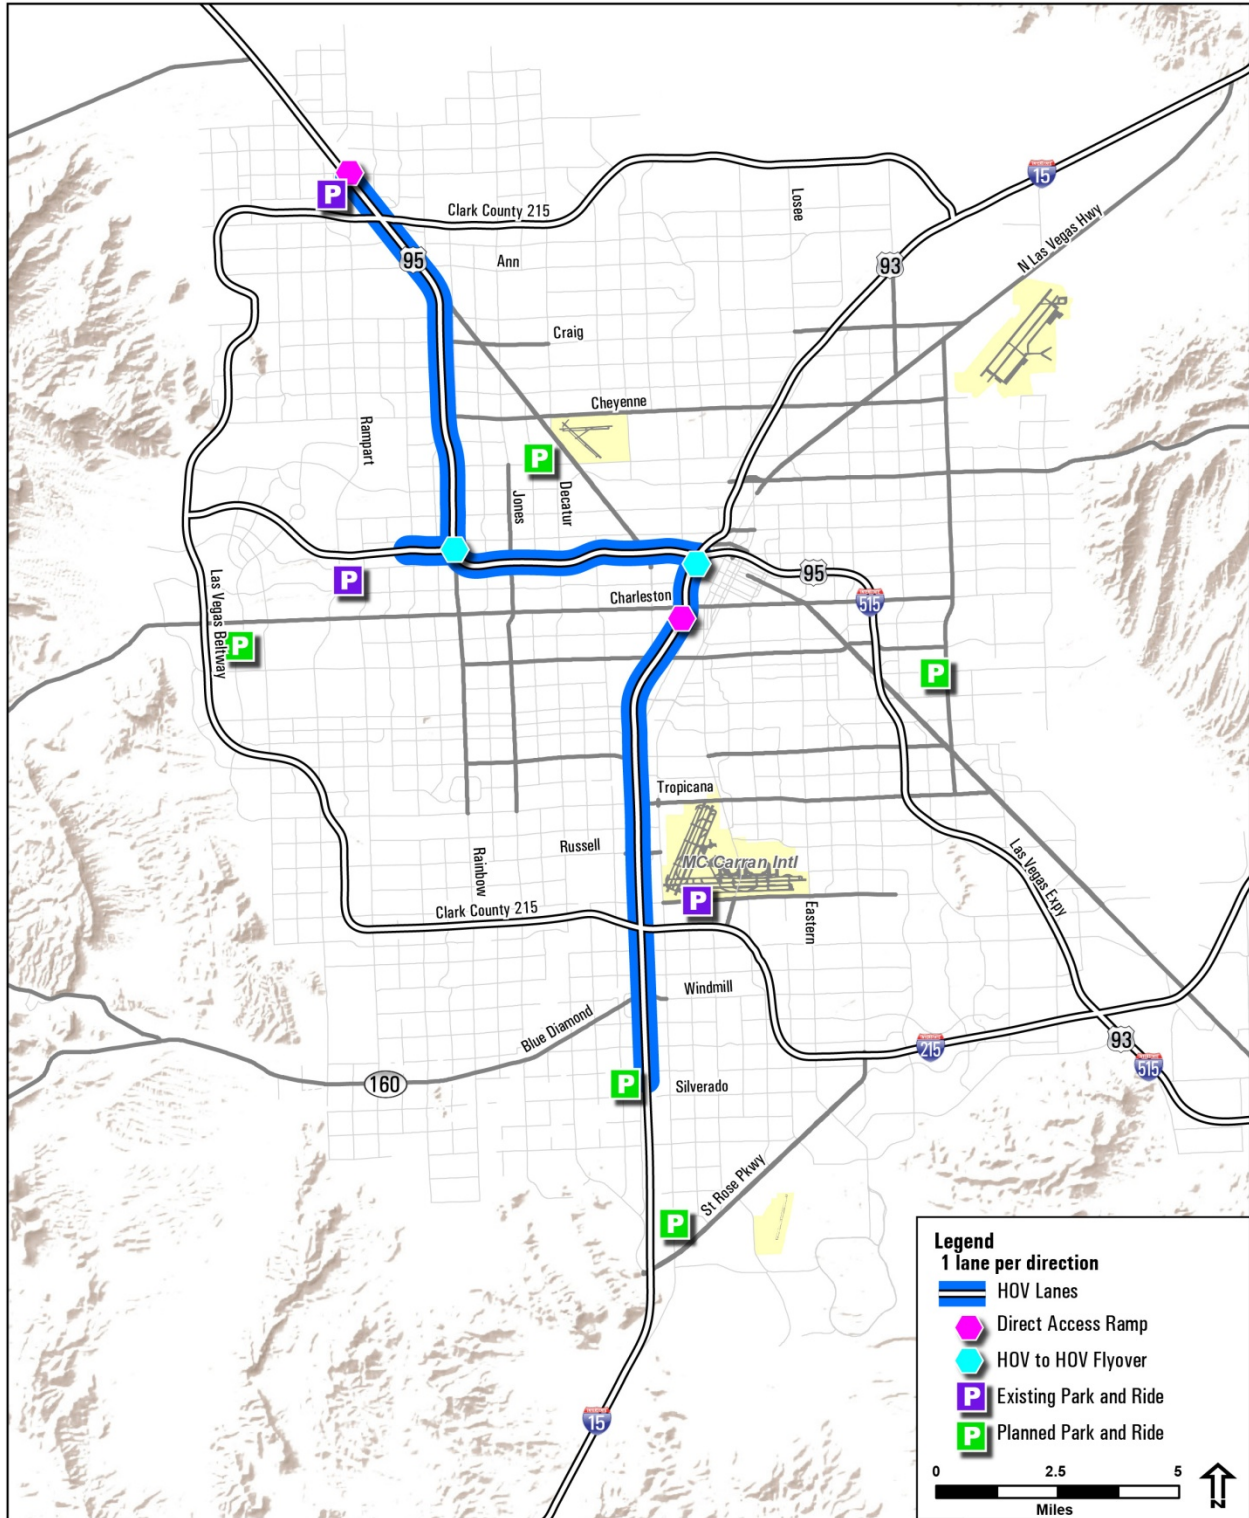 P
15
Clark County 215
Losee
N Las Vegas Hwy
95
Ann
93
Craig
Cheyenne
Rampart
P
Jones
Decatur
P
Las Vegas Beltway
Charleston
95
515
P
P
Tropicana
Russell
MC Carran Intl
Rainbow
P
Clark County 215
Eastern
Las Vegas Expy
Windmill
Blue Diamond
215
93
515
160
P
Silverado
St Rose Pkwy
P
15
Legend
1 lane per direction
HOV Lanes
Direct Access Ramp
HOV to HOV Flyover
P Existing Park and Ride
P Planned Park and Ride
0 2.5 5
Miles
N